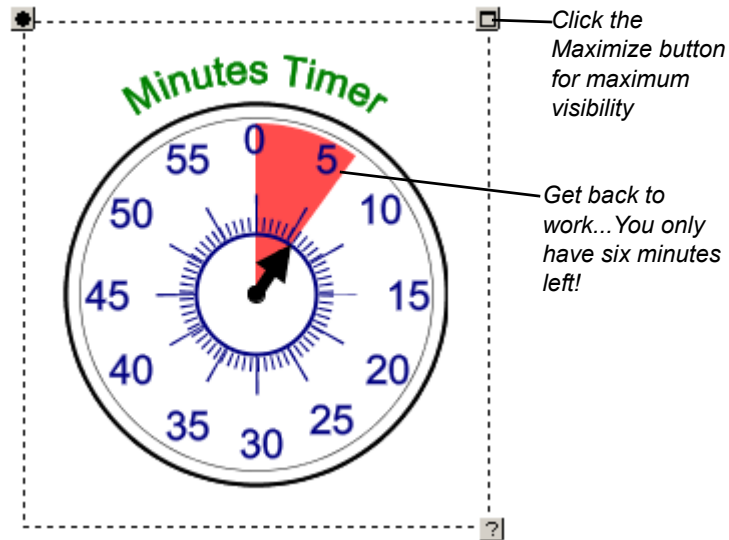 Minutes Timer
Click the
Maximize button
for maximum
visibility
0
5
10
15
20
25
30
35
40
45
50
55
Get back to
work...You only
have six minutes
left!
?